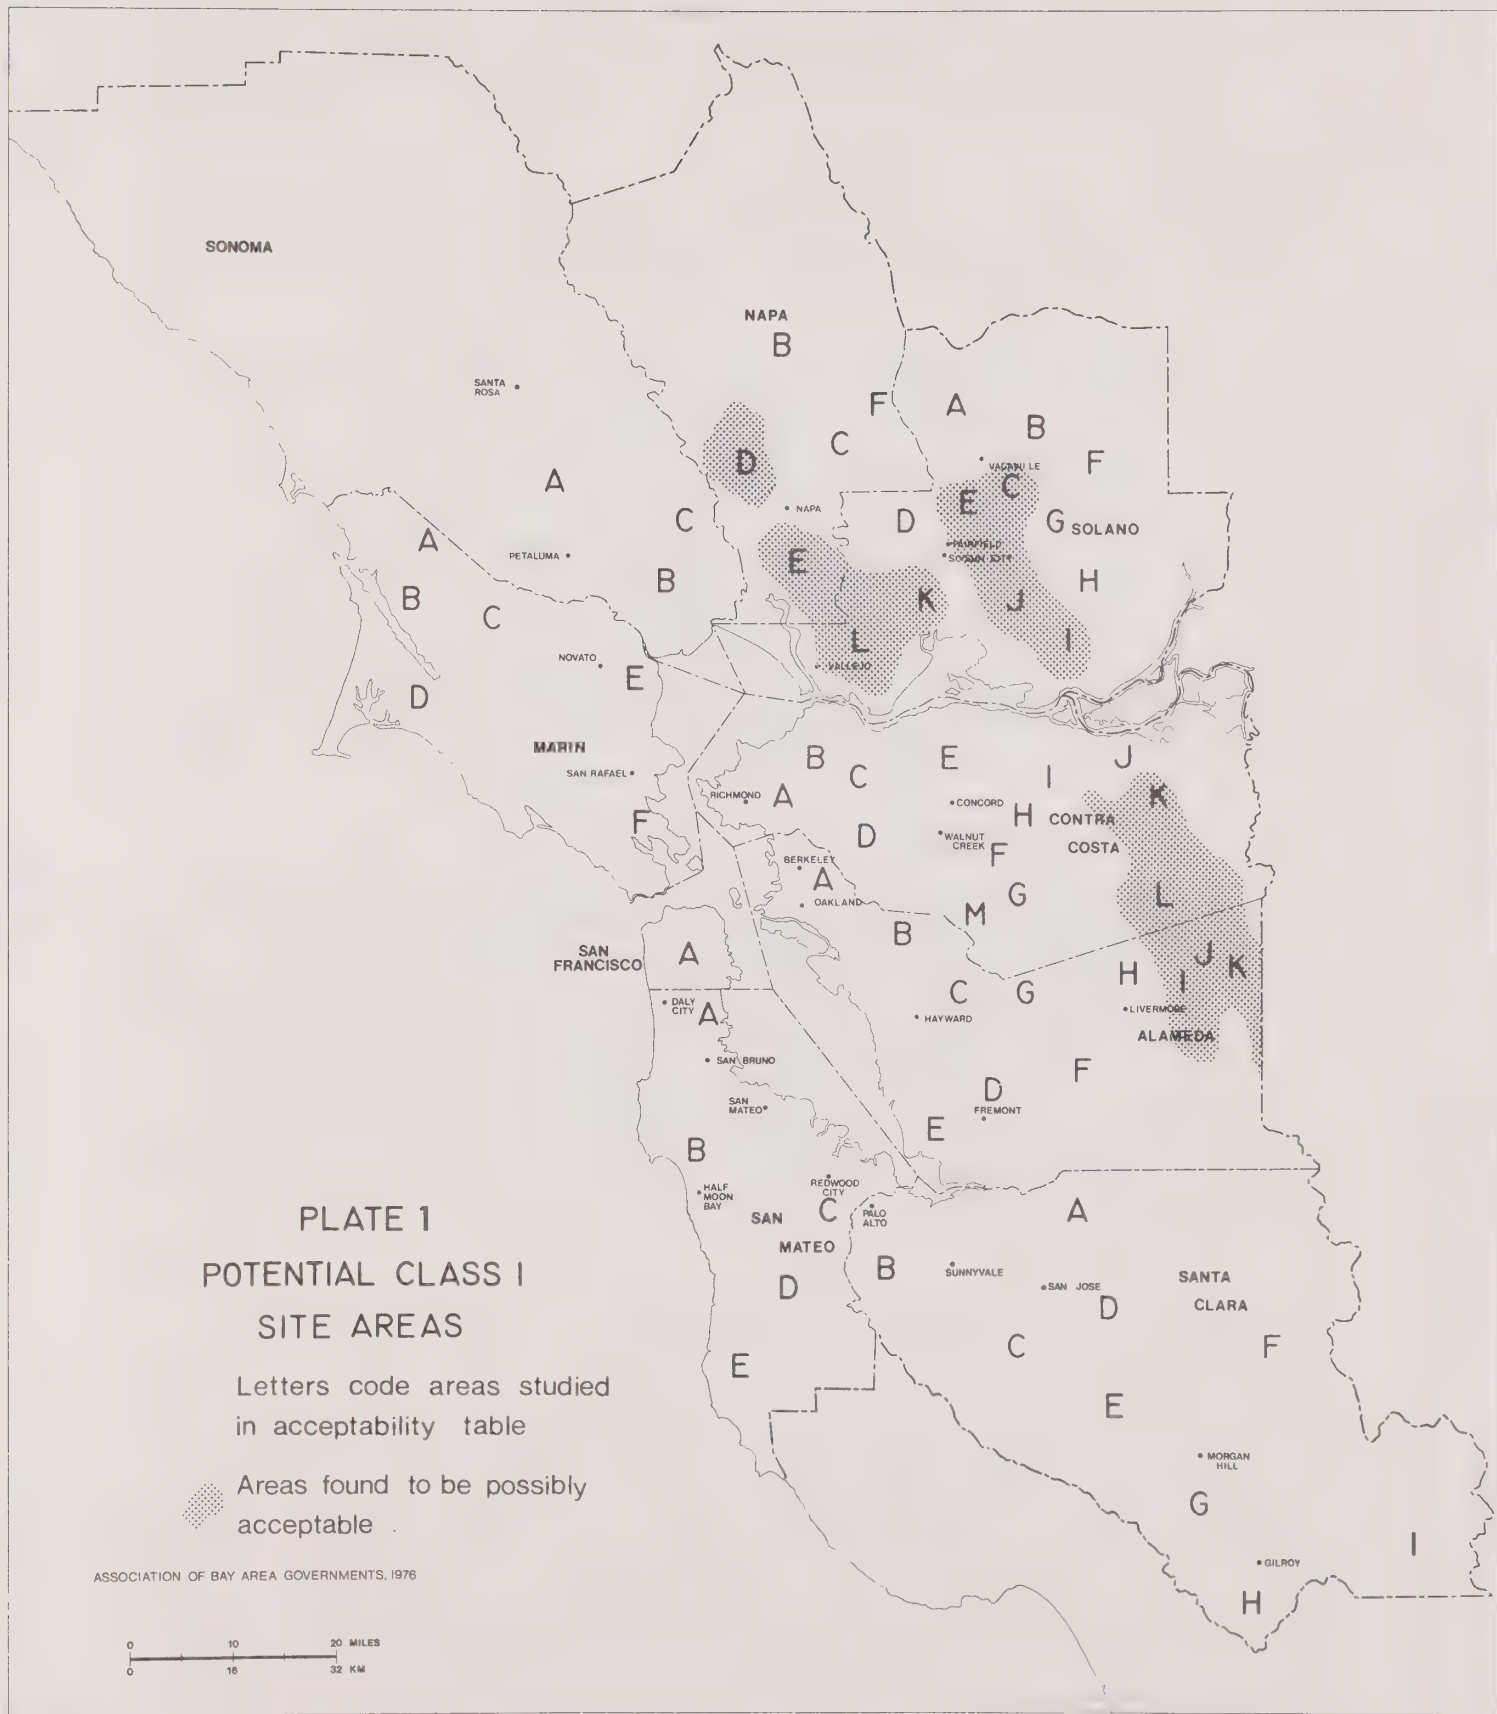 SONOMA
NAPA
B
SANTA
ROSA
F
A
B
C
D
VACAVILLE
F
C
E
A
NAPA
C
D
G SOLANO
A
PETALUMA
E
FAIRFIELD
SUISUN CITY
B
H
B
C
K
J
L
I
NOVATO
E
VALLEJO
D
MARIN
SAN RAFAEL
B
C
E
I
J
RICHMOND
A
CONCORD
K
F
D
H
CONTRA
WALNUT
CREEK
F
COSTA
BERKELEY
A
G
L
OAKLAND
M
B
SAN
FRANCISCO
A
H
J
K
I
C
G
DALY
CITY
A
HAYWARD
LIVERMORE
ALAMEDA
SAN BRUNO
F
D
SAN
MATEO
FREMONT
E
B
HALF
MOON
BAY
REDWOOD
CITY
C
PALO
ALTO
A
SAN
MATEO
B
SUNNYVALE
SAN JOSE
SANTA
CLARA
D
D
C
F
E
E
MORGAN
HILL
G
I
GILROY
H
PLATE 1
POTENTIAL CLASS I
SITE AREAS
Letters code areas studied
in acceptability table
Areas found to be possibly
acceptable .
ASSOCIATION OF BAY AREA GOVERNMENTS, 1976
0 10 20 MILES
0 16 32 KM